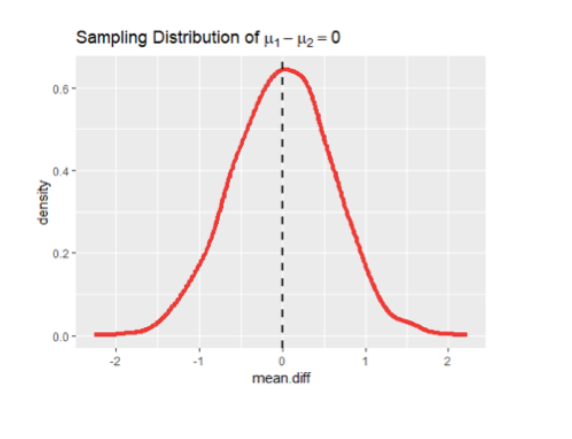 Sampling Distribution of μ₁ − μ₂ = 0
0.6
0.4
0.2
0.0
density
-2 -1 0 1 2
mean.diff